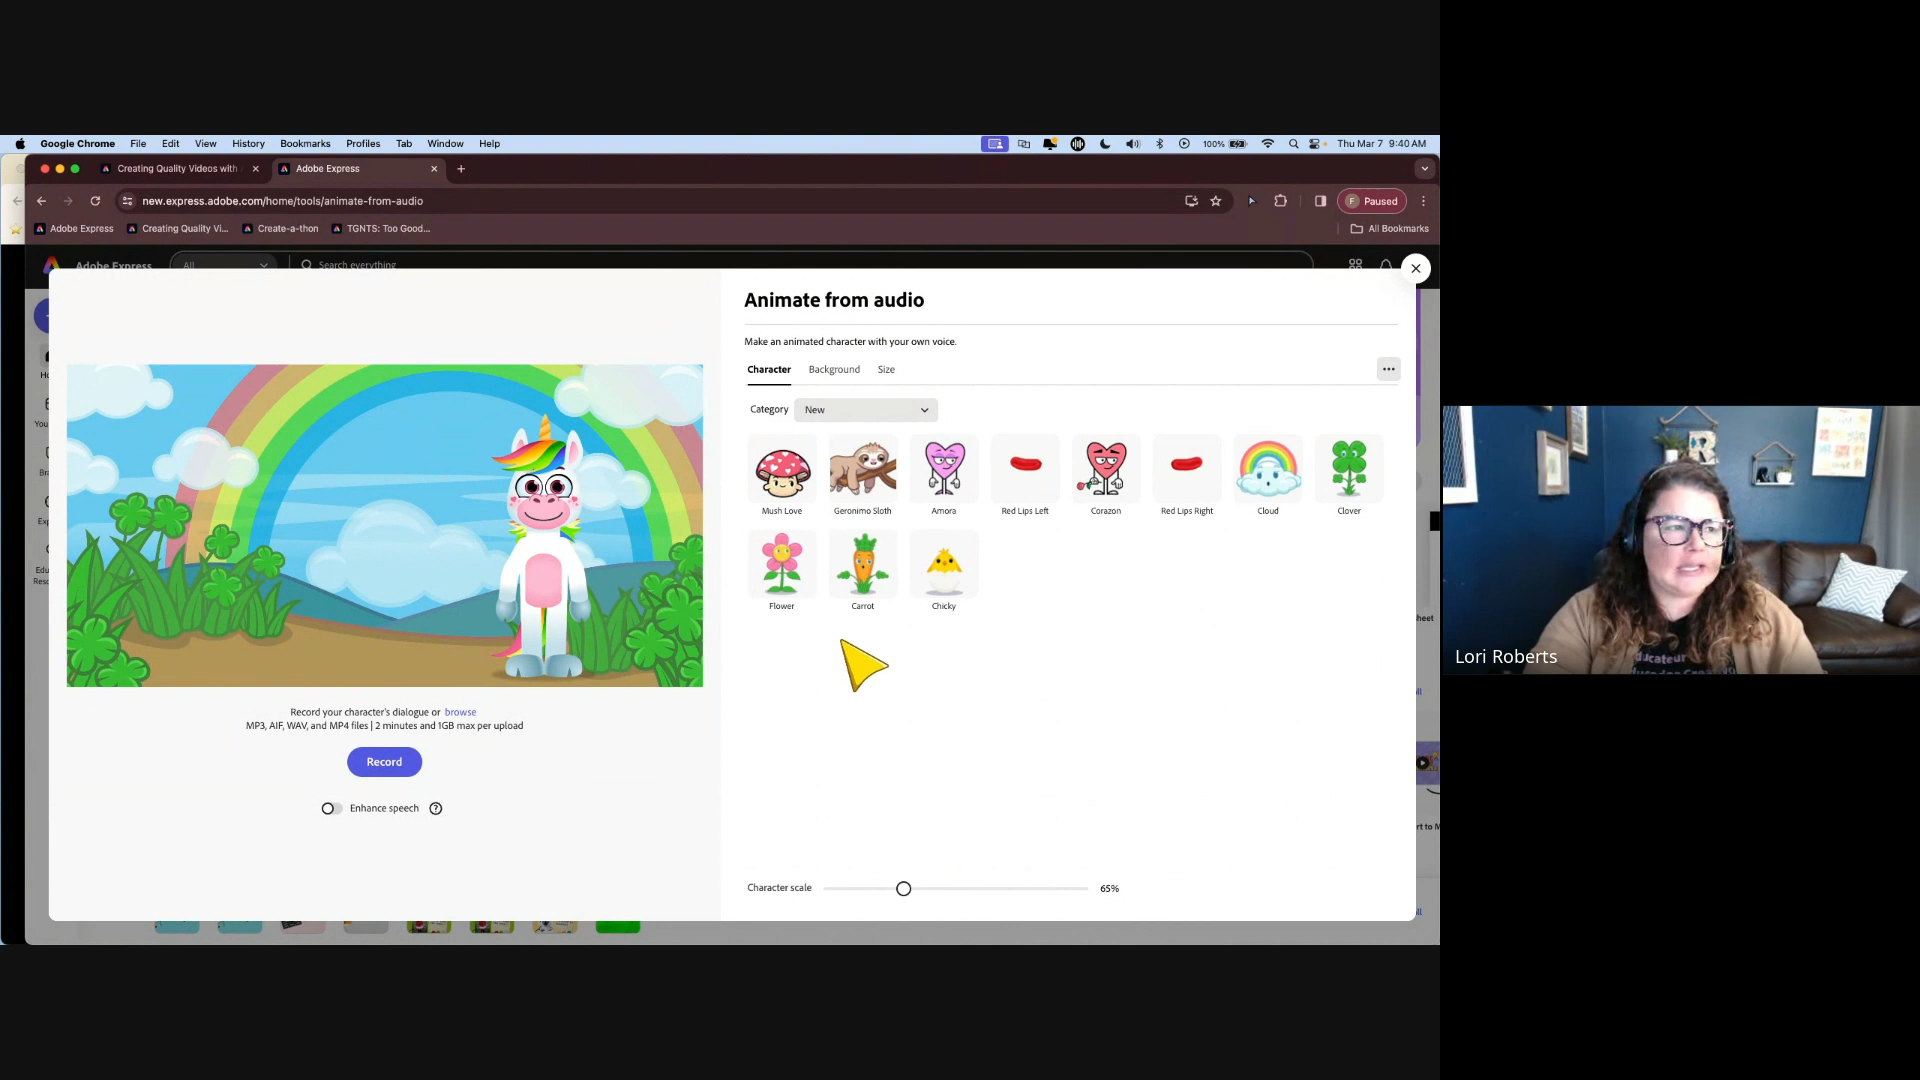 Google Chrome File Edit View History Bookmarks Profiles Tab Window Help 100% Thu Mar 7 9:40 AM
Creating Quality Videos with Adobe Express
new.express.adobe.com/home/tools/animate-from-audio F Paused
Adobe Express Creating Quality Vi... Create-a-thon TGNTS: Too Good... All Bookmarks
Adobe Express All Search everything
Animate from audio
Make an animated character with your own voice.
Character Background Size
Category New
Mush Love Geronimo Sloth Amora Red Lips Left Corazon Red Lips Right Cloud Clover
Flower Carrot Chicky
Record your character's dialogue or browse
MP3, AIF, WAV, and MP4 files | 2 minutes and 1GB max per upload
Record
Enhance speech ?
Character scale 65%
Lori Roberts